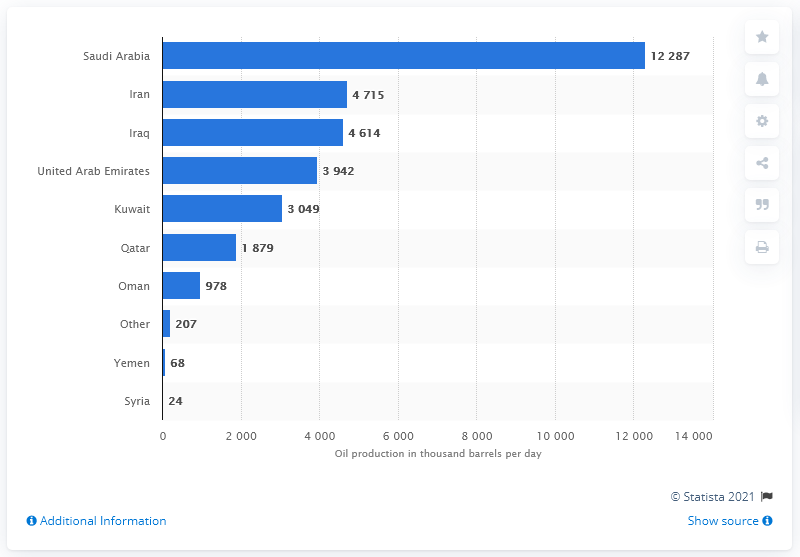 Saudi Arabia 12 287
Iran 4 715
Iraq 4 614
United Arab Emirates 3 942
Kuwait 3 049
Qatar 1 879
Oman 978
Other 207
Yemen 68
Syria 24
0 2 000 4 000 6 000 8 000 10 000 12 000 14 000
Oil production in thousand barrels per day
© Statista 2021
Additional Information Show source